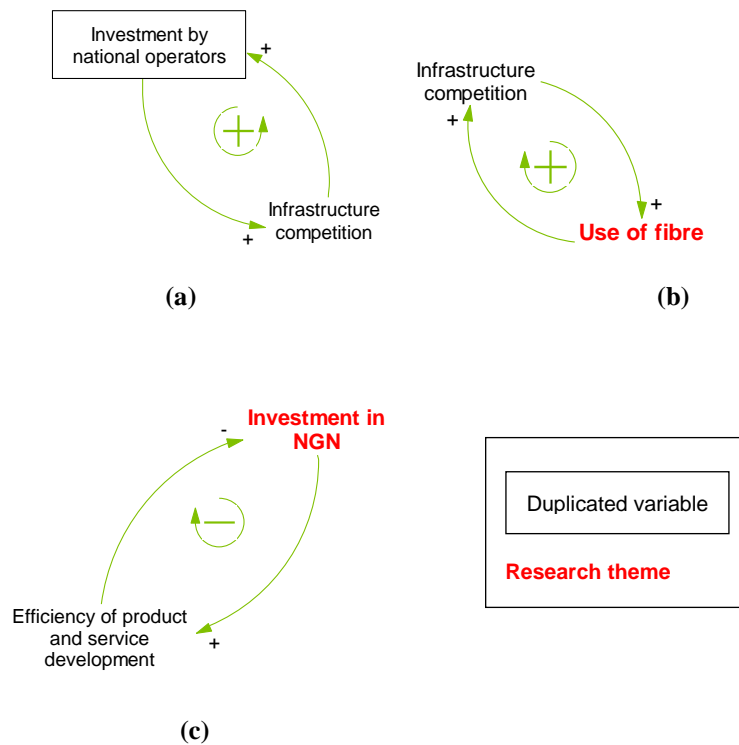 Investment by
national operators
+
+
Infrastructure
competition
+
(a)
Infrastructure
competition
+
+
+
Use of fibre
(b)
Investment in
NGN
-
−
Efficiency of product
and service
development
+
(c)
Duplicated variable
Research theme